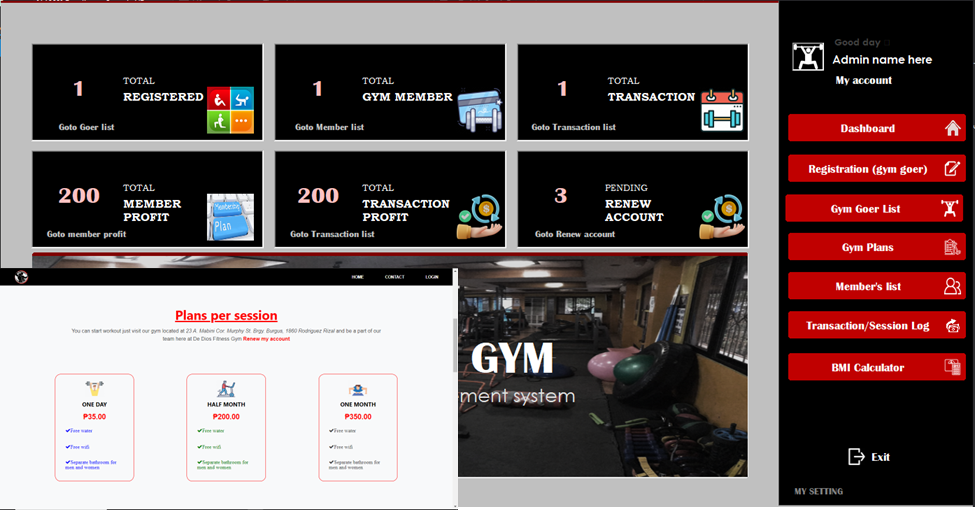 1
TOTAL
REGISTERED
Goto Goer list
1
TOTAL
GYM MEMBER
Goto Member list
1
TOTAL
TRANSACTION
Goto Transaction list
200
TOTAL
MEMBER
PROFIT
Goto member profit
Membership
Plan
200
TOTAL
TRANSACTION
PROFIT
Goto Transaction list
3
PENDING
RENEW
ACCOUNT
Goto Renew account
GYM
ement system
HOME
CONTACT
LOGIN
Plans per session
You can start workout just visit our gym located at 23 A. Mabini Cor. Murphy St. Brgy. Burgus, 1860 Rodriguez Rizal and be a part of our
team here at De Dios Fitness Gym Renew my account
ONE DAY
₱35.00
✔Free water
✔Free wifi
✔Separate bathroom for
men and women
HALF MONTH
₱200.00
✔Free water
✔Free wifi
✔Separate bathroom for
men and women
ONE MONTH
₱350.00
✔Free water
✔Free wifi
✔Separate bathroom for
men and women
Good day
Admin name here
My account
Dashboard
Registration (gym goer)
Gym Goer List
Gym Plans
Member's list
Transaction/Session Log
BMI Calculator
Exit
MY SETTING